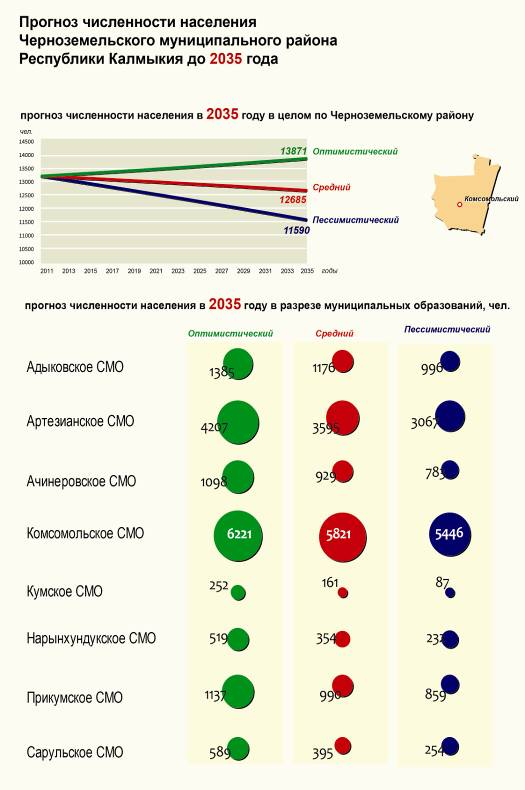 Прогноз численности населения
Черноземельского муниципального района
Республики Калмыкия до 2035 года
прогноз численности населения в 2035 году в целом по Черноземельскому району
чел.
14500
14000
13500
13000
12500
12000
11500
11000
10500
10000
13871 Оптимистический
Средний
12685
Пессимистический
11590
2011 2013 2015 2017 2019 2021 2023 2025 2027 2029 2031 2033 2035 годы
Комсомольский
прогноз численности населения в 2035 году в разрезе муниципальных образований, чел.
Оптимистический Средний Пессимистический
Адыковское СМО 1385 1176 996
Артезианское СМО 4207 3595 3067
Ачинеровское СМО 1098 929 783
Комсомольское СМО 6221 5821 5446
Кумское СМО 252 161 87
Нарынхундукское СМО 519 354 232
Прикумское СМО 1137 990 859
Сарульское СМО 589 395 254